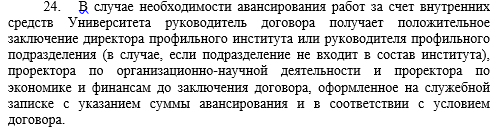 24. В случае необходимости авансирования работ за счет внутренних
средств Университета руководитель договора получает положительное
заключение директора профильного института или руководителя профильного
подразделения (в случае, если подразделение не входит в состав института),
проректора по организационно-научной деятельности и проректора по
экономике и финансам до заключения договора, оформленное на служебной
записке с указанием суммы авансирования и в соответствии с условием
договора.